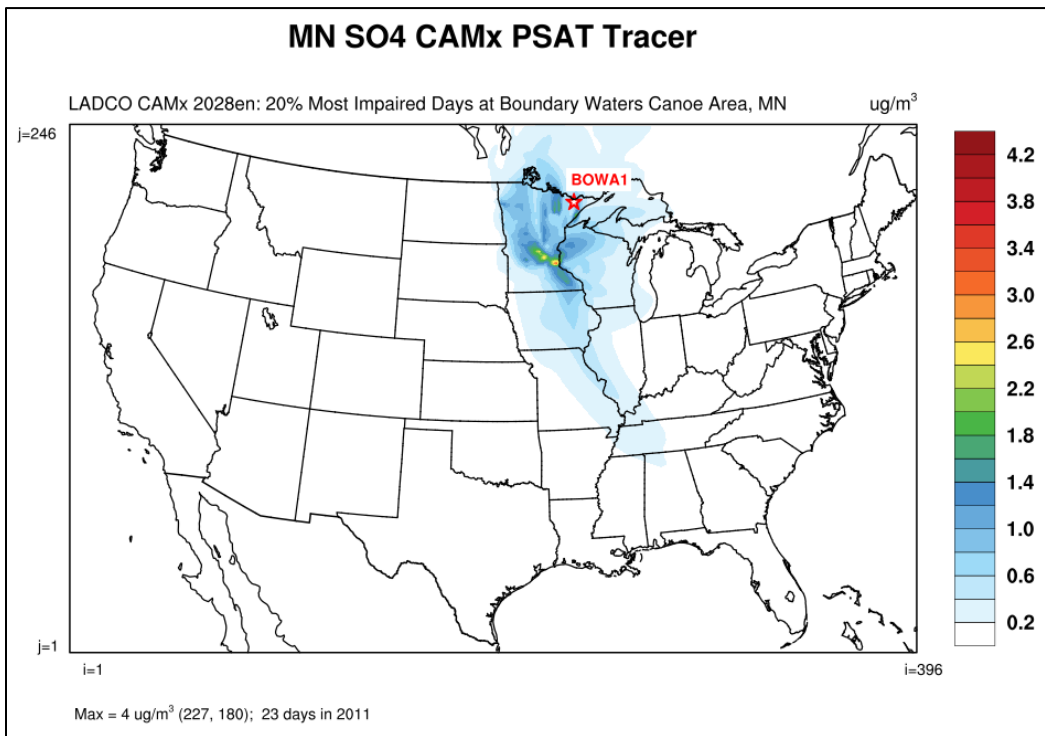 MN SO4 CAMx PSAT Tracer
LADCO CAMx 2028en: 20% Most Impaired Days at Boundary Waters Canoe Area, MN ug/m³
j=246
BOWA1
4.2
3.8
3.4
3.0
2.6
2.2
1.8
1.4
1.0
0.6
0.2
j=1
i=1 i=396
Max = 4 ug/m³ (227, 180); 23 days in 2011